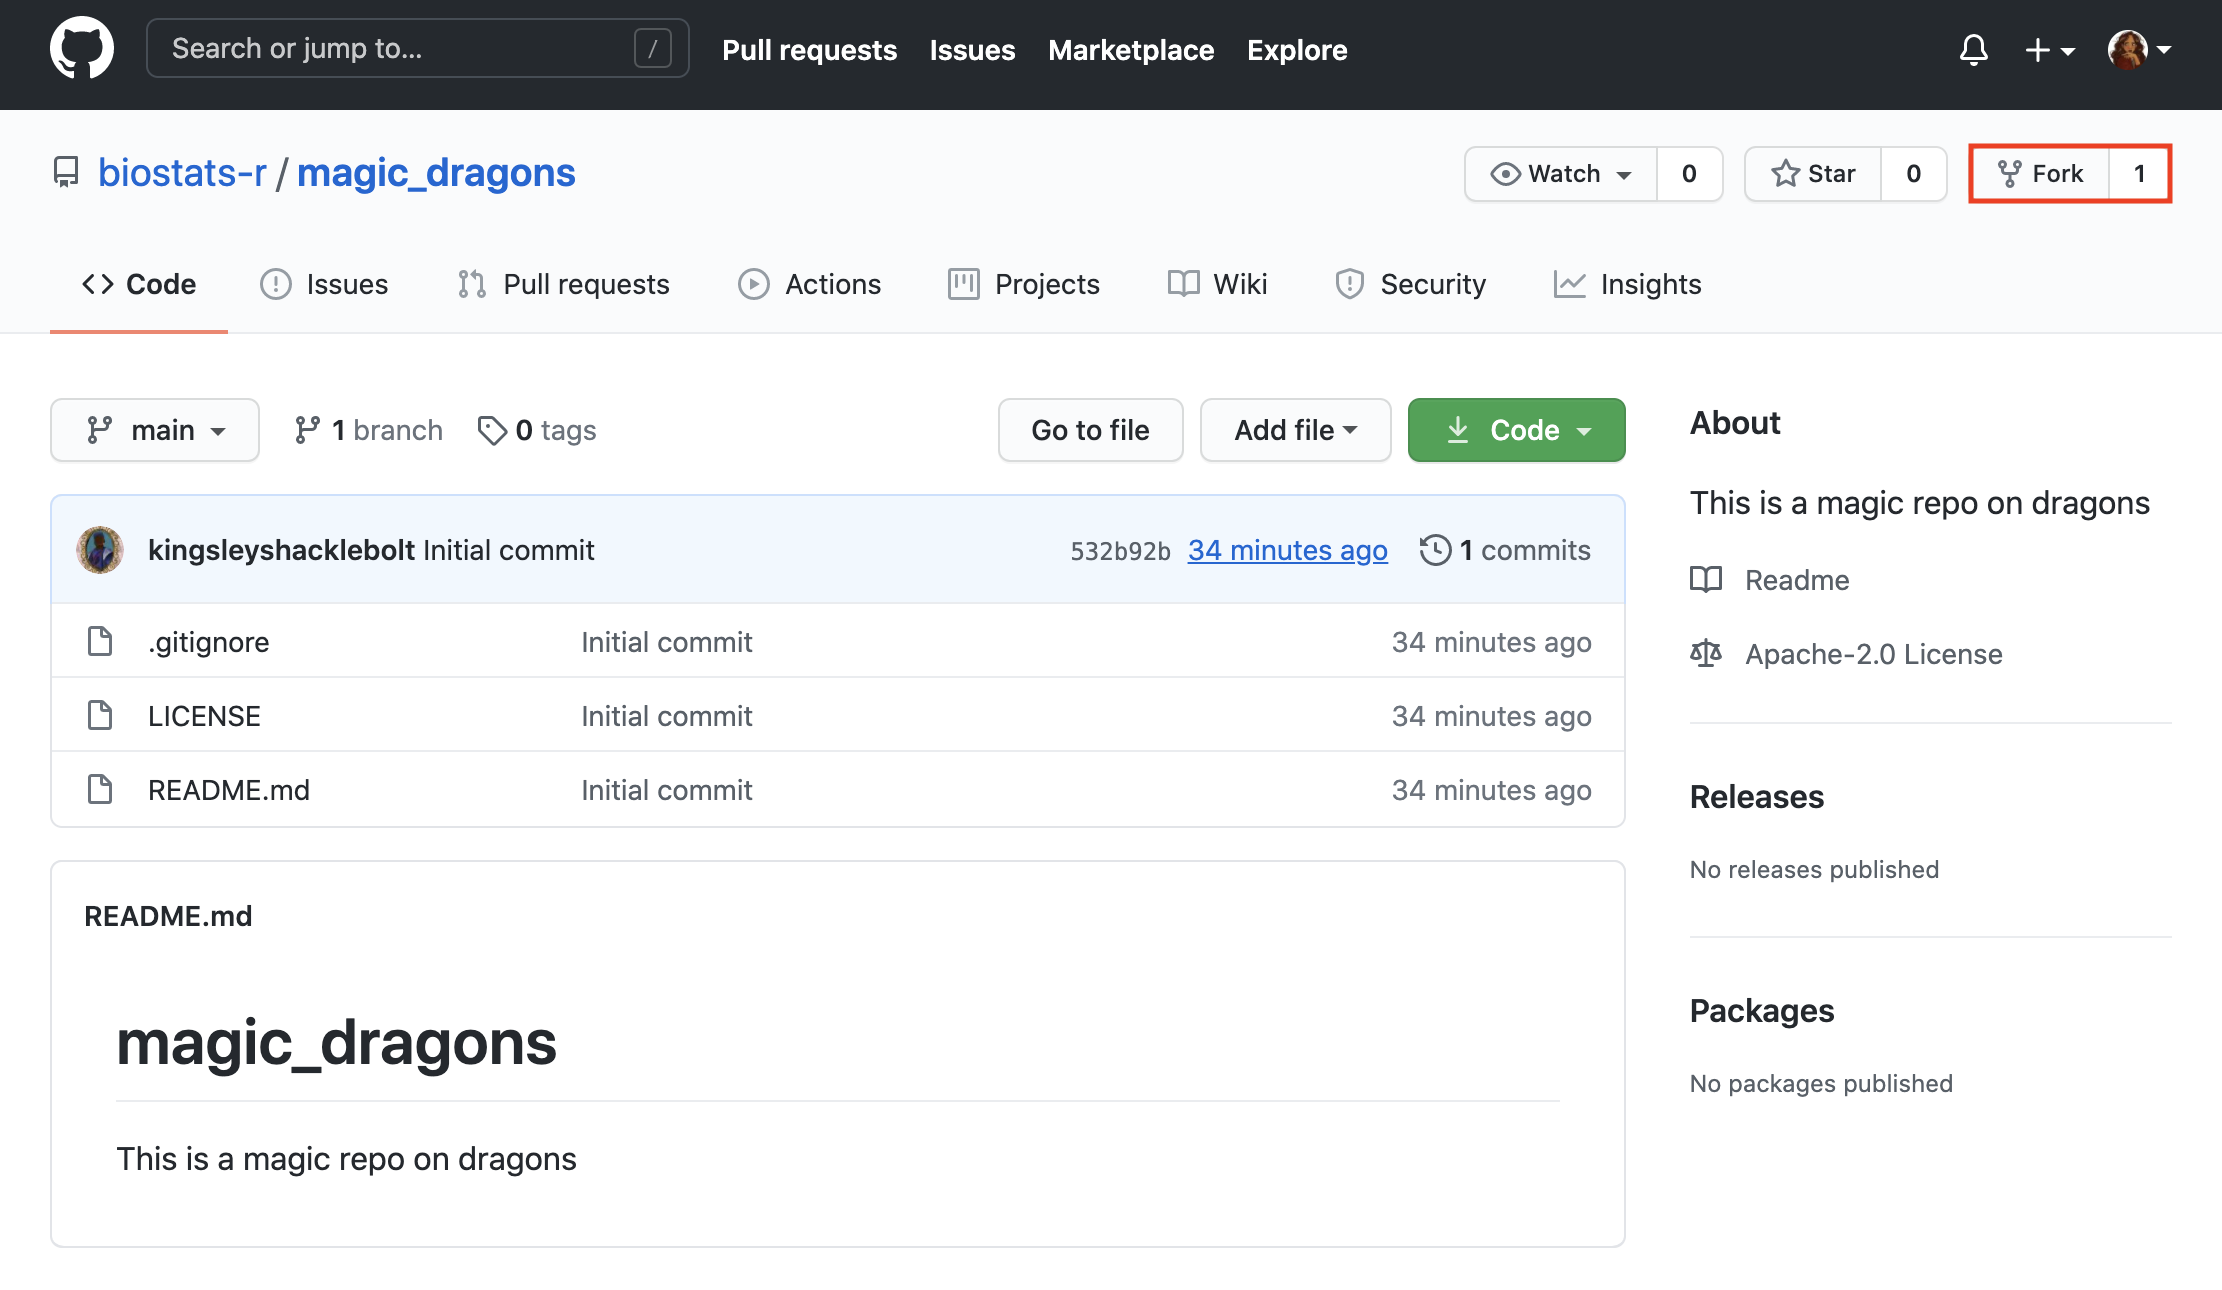 Search or jump to... / Pull requests Issues Marketplace Explore
biostats-r / magic_dragons Watch 0 Star 0 Fork 1
Code Issues Pull requests Actions Projects Wiki Security Insights
main 1 branch 0 tags Go to file Add file Code
kingsleyshacklebolt Initial commit 532b92b 34 minutes ago 1 commits
.gitignore Initial commit 34 minutes ago
LICENSE Initial commit 34 minutes ago
README.md Initial commit 34 minutes ago
README.md
magic_dragons
This is a magic repo on dragons
About
This is a magic repo on dragons
Readme
Apache-2.0 License
Releases
No releases published
Packages
No packages published